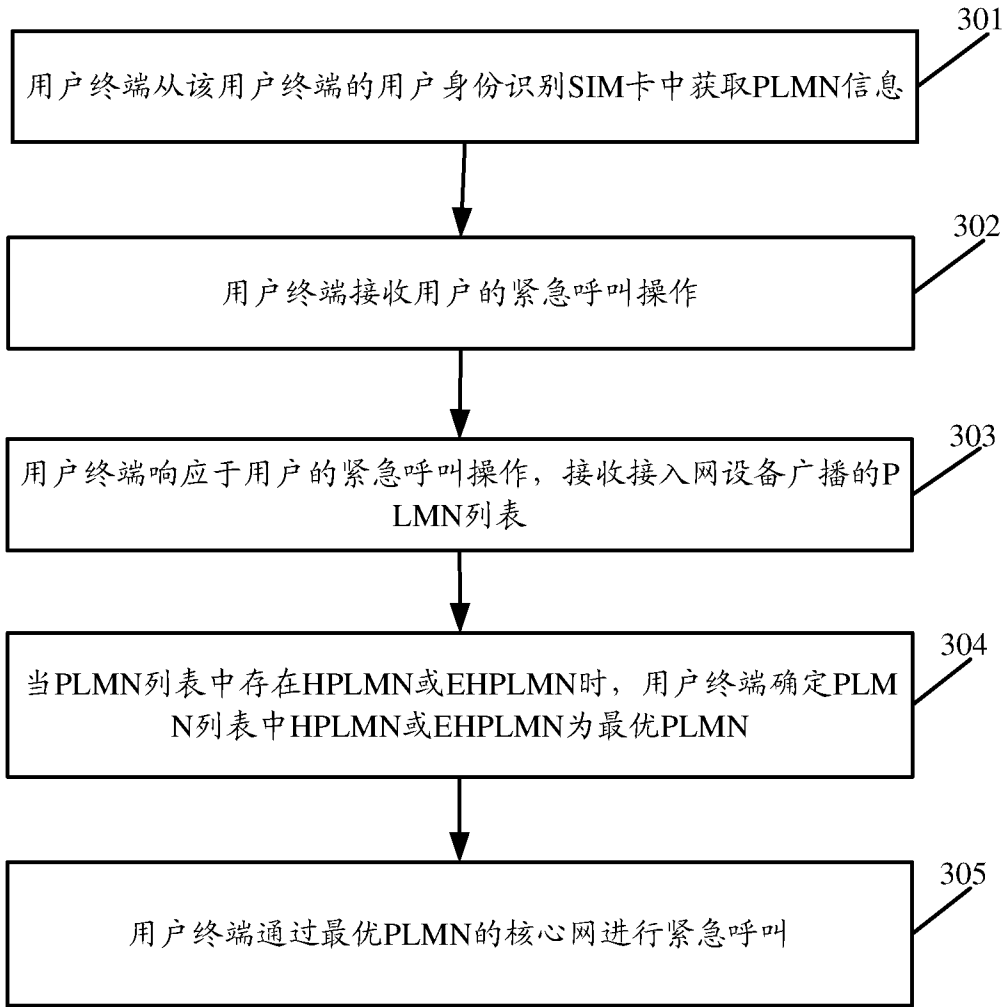 301
用户终端从该用户终端的用户身份识别SIM卡中获取PLMN信息
302
用户终端接收用户的紧急呼叫操作
303
用户终端响应于用户的紧急呼叫操作，接收接入网设备广播的P
LMN列表
304
当PLMN列表中存在HPLMN或EHPLMN时，用户终端确定PLM
N列表中HPLMN或EHPLMN为最优PLMN
305
用户终端通过最优PLMN的核心网进行紧急呼叫